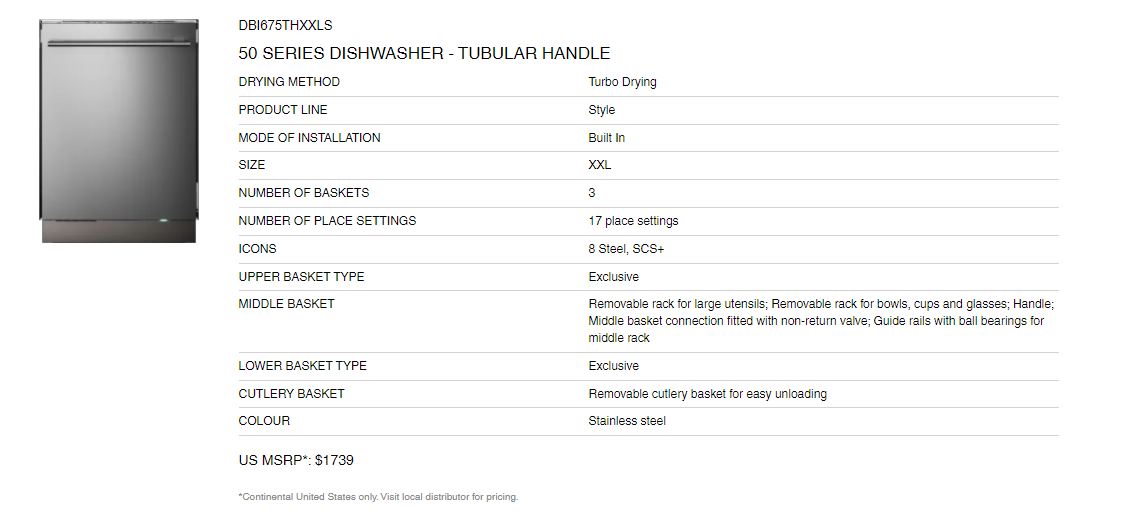 DBI675THXXLS
50 SERIES DISHWASHER - TUBULAR HANDLE
DRYING METHOD Turbo Drying
PRODUCT LINE Style
MODE OF INSTALLATION Built In
SIZE XXL
NUMBER OF BASKETS 3
NUMBER OF PLACE SETTINGS 17 place settings
ICONS 8 Steel, SCS+
UPPER BASKET TYPE Exclusive
MIDDLE BASKET Removable rack for large utensils; Removable rack for bowls, cups and glasses; Handle;
Middle basket connection fitted with non-return valve; Guide rails with ball bearings for
middle rack
LOWER BASKET TYPE Exclusive
CUTLERY BASKET Removable cutlery basket for easy unloading
COLOUR Stainless steel
US MSRP*: $1739
*Continental United States only. Visit local distributor for pricing.